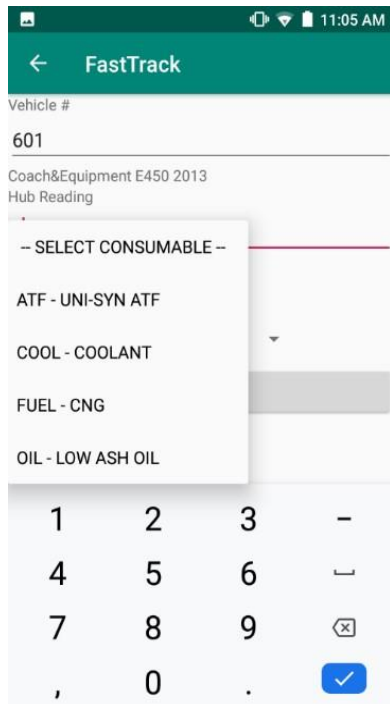 11:05 AM
FastTrack
Vehicle #
601
Coach&Equipment E450 2013
Hub Reading
-- SELECT CONSUMABLE --
ATF - UNI-SYN ATF
COOL - COOLANT
FUEL - CNG
OIL - LOW ASH OIL
1 2 3 -
4 5 6
7 8 9
, 0 .